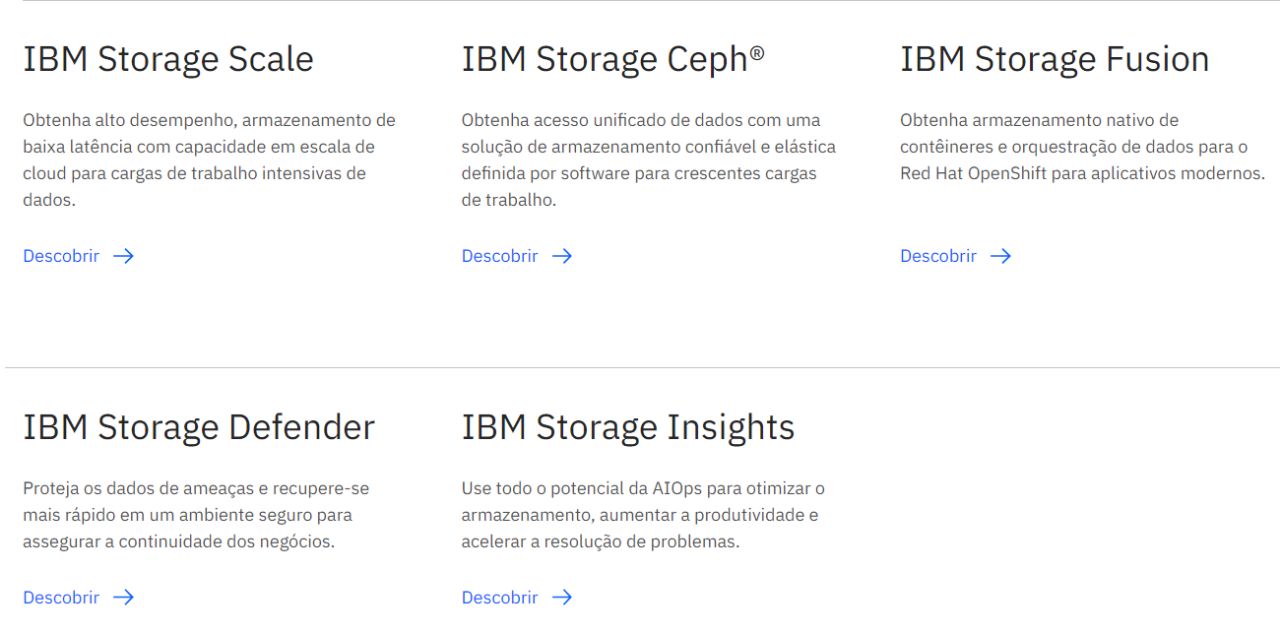 IBM Storage Scale
Obtenha alto desempenho, armazenamento de
baixa latência com capacidade em escala de
cloud para cargas de trabalho intensivas de
dados.
Descobrir →
IBM Storage Ceph®
Obtenha acesso unificado de dados com uma
solução de armazenamento confiável e elástica
definida por software para crescentes cargas
de trabalho.
Descobrir →
IBM Storage Fusion
Obtenha armazenamento nativo de
contêineres e orquestração de dados para o
Red Hat OpenShift para aplicativos modernos.
Descobrir →
IBM Storage Defender
Proteja os dados de ameaças e recupere-se
mais rápido em um ambiente seguro para
assegurar a continuidade dos negócios.
Descobrir →
IBM Storage Insights
Use todo o potencial da AIOps para otimizar o
armazenamento, aumentar a produtividade e
acelerar a resolução de problemas.
Descobrir →